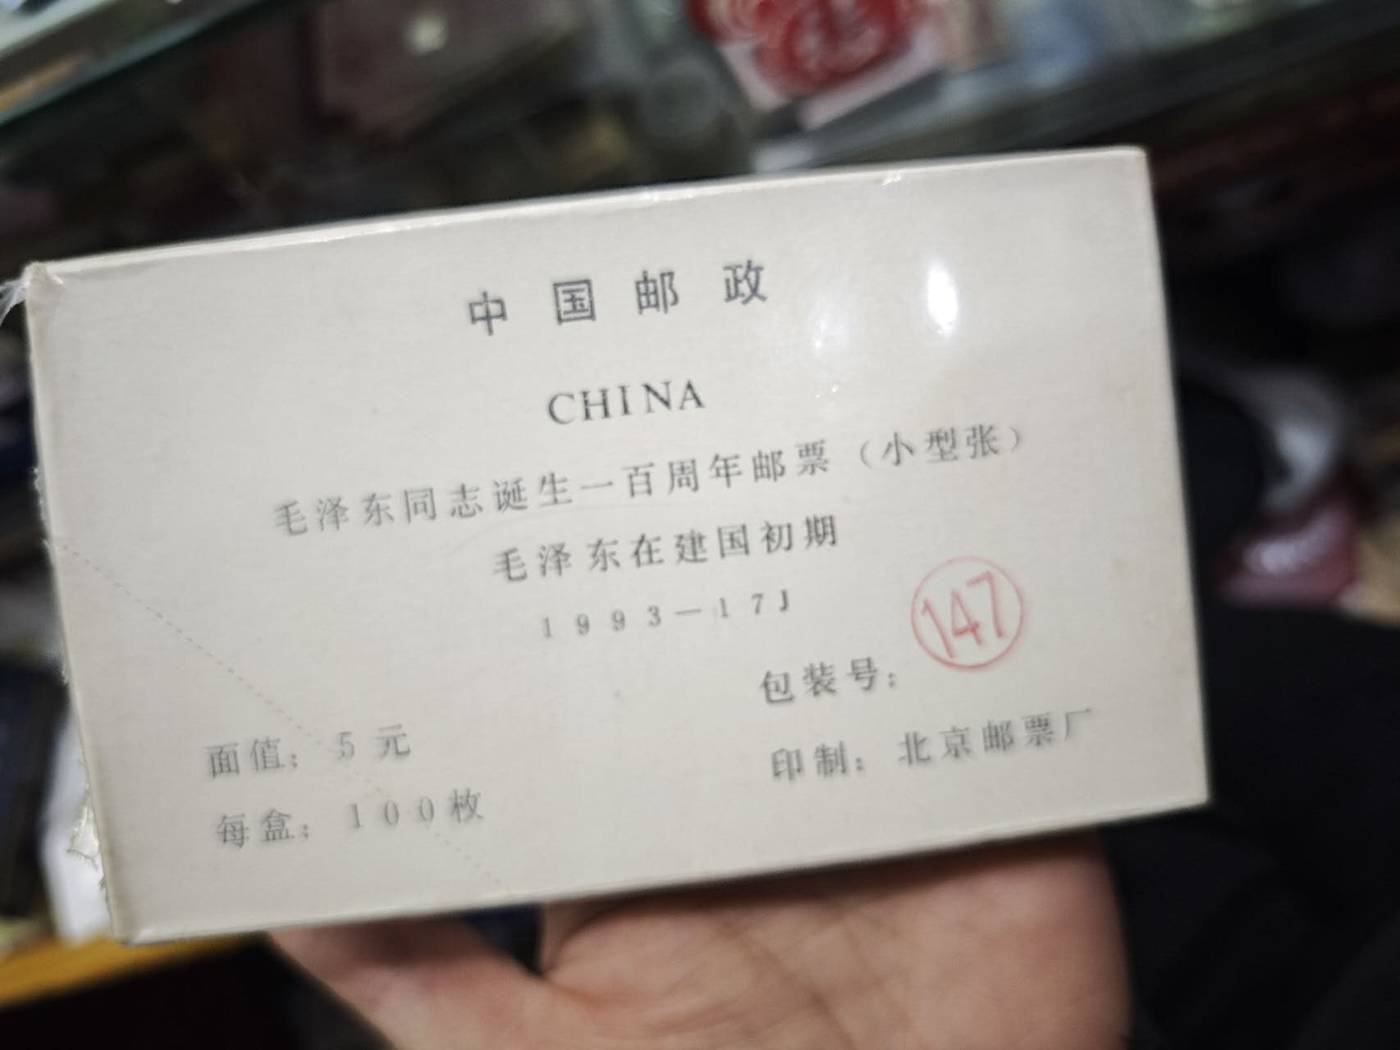 中国邮政
CHINA
毛泽东同志诞生一百周年邮票（小型张）
毛泽东在建国初期
1993—17J
包装号： 147
面值： 5元
印制： 北京邮票厂
每盒： 100枚